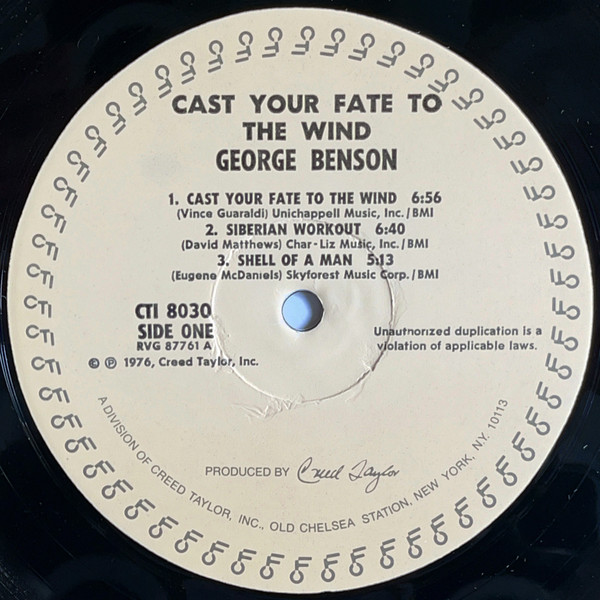 CAST YOUR FATE TO
THE WIND
GEORGE BENSON
1. CAST YOUR FATE TO THE WIND 6:56
(Vince Guaraldi) Unichappell Music, Inc./BMI
2. SIBERIAN WORKOUT 6:40
(David Matthews) Char-Liz Music, Inc./BMI
3. SHELL OF A MAN 5:13
(Eugene McDaniels) Skyforest Music Corp./BMI
CTI 8030
SIDE ONE
RVG 87761 A
© ℗ 1976, Creed Taylor, Inc.
Unauthorized duplication is a
violation of applicable laws.
PRODUCED BY Creed Taylor
A DIVISION OF CREED TAYLOR, INC., OLD CHELSEA STATION, NEW YORK, N.Y. 10113